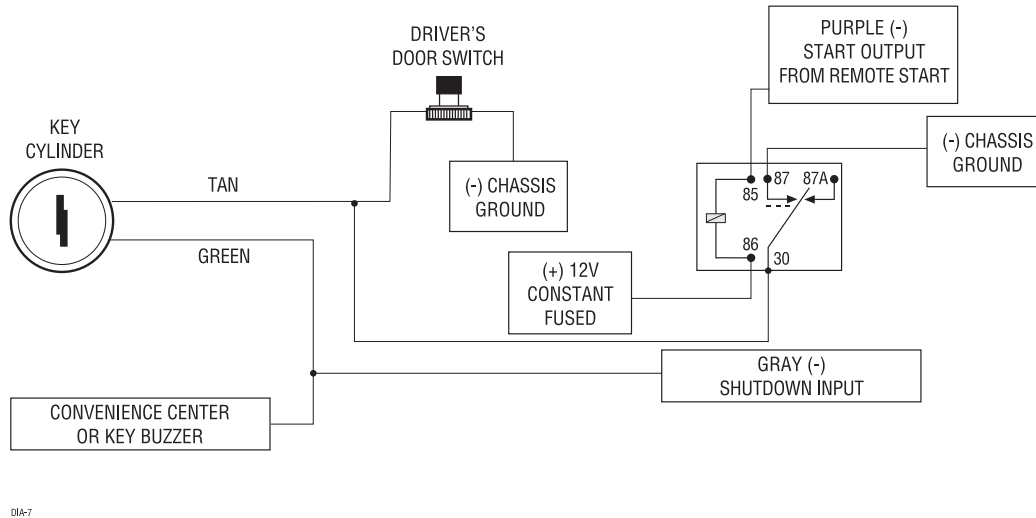 DRIVER'S
DOOR SWITCH
PURPLE (-)
START OUTPUT
FROM REMOTE START
KEY
CYLINDER
(-) CHASSIS
GROUND
TAN
(-) CHASSIS
GROUND
87 87A
85
GREEN
86
30
(+) 12V
CONSTANT
FUSED
GRAY (-)
SHUTDOWN INPUT
CONVENIENCE CENTER
OR KEY BUZZER
DIA-7